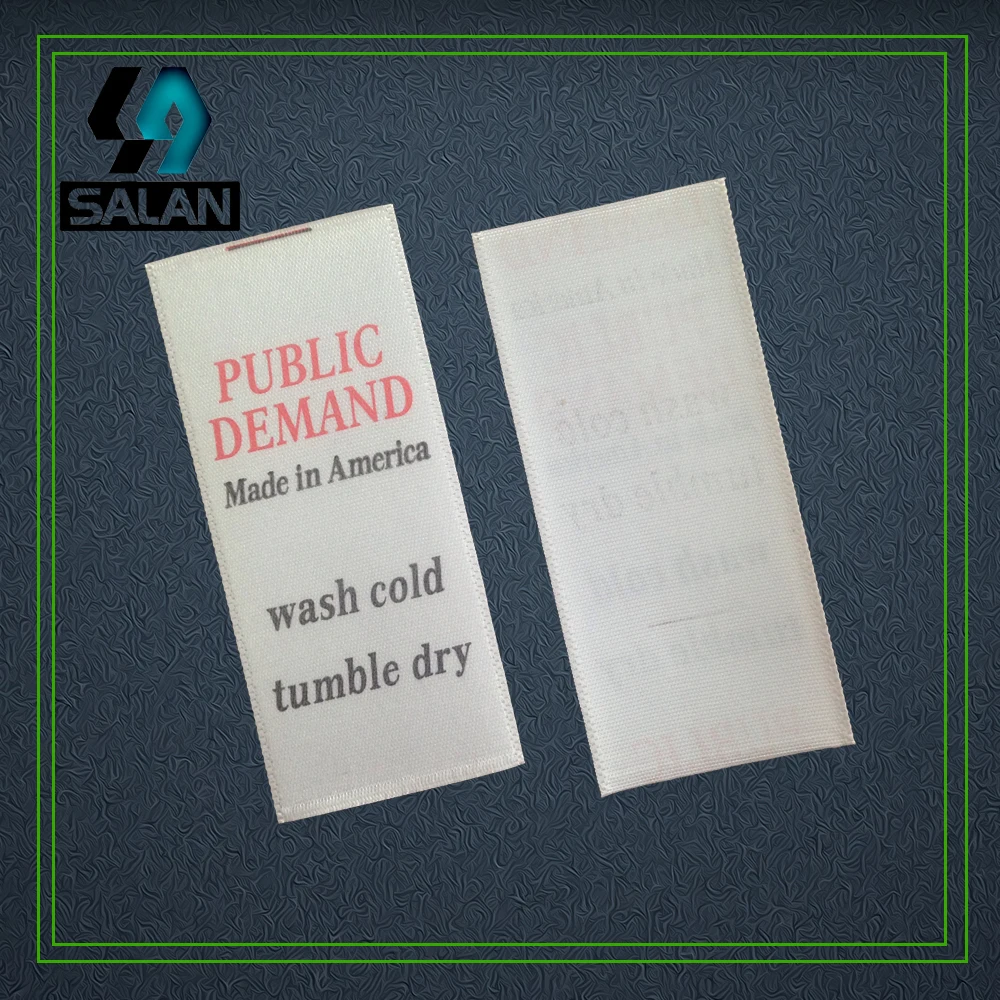 SALAN
PUBLIC
DEMAND
Made in America
wash cold
tumble dry